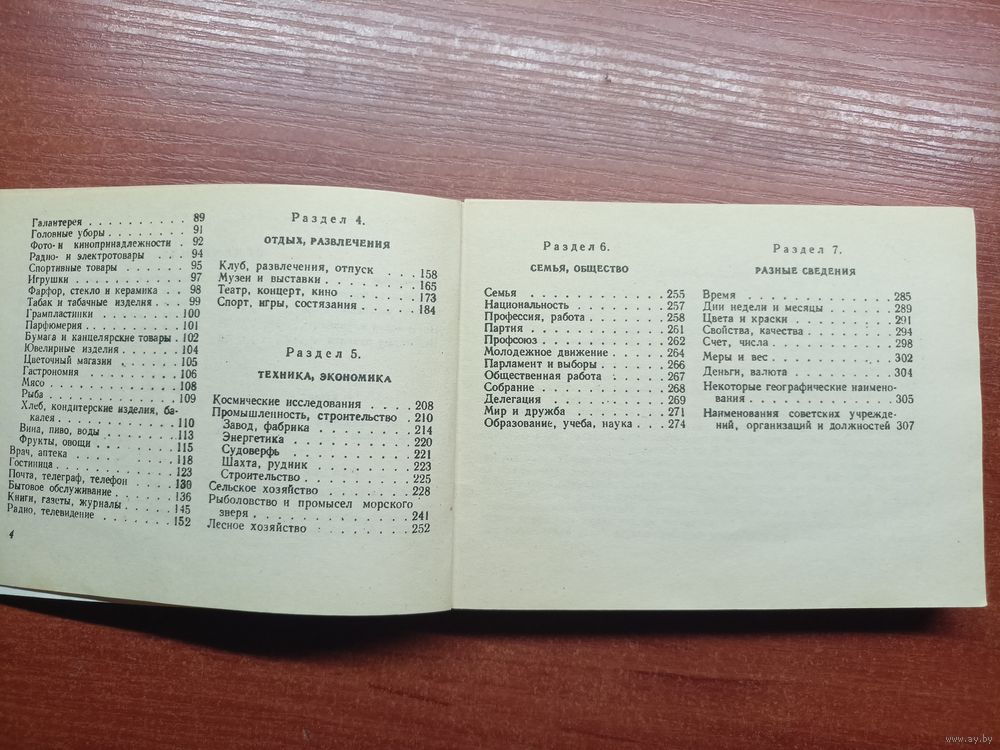 Галантерея . . . . . . . . . . 89
Головные уборы . . . . . . . . 91
Фото- и кинопринадлежности . 92
Радио- и электротовары . . . . 94
Спортивные товары . . . . . . 95
Игрушки . . . . . . . . . . . 97
Фарфор, стекло и керамика . . 98
Табак и табачные изделия . . . 99
Грампластинки . . . . . . . . 100
Парфюмерия . . . . . . . . . 101
Бумага и канцелярские товары . 102
Ювелирные изделия . . . . . . 104
Цветочный магазин . . . . . . 105
Гастрономия . . . . . . . . . 106
Мясо . . . . . . . . . . . . 108
Рыба . . . . . . . . . . . . 109
Хлеб, кондитерские изделия, ба-
калея . . . . . . . . . . . 110
Вина, пиво, воды . . . . . . . 113
Фрукты, овощи . . . . . . . 115
Врач, аптека . . . . . . . . . 118
Гостиница . . . . . . . . . . 123
Почта, телеграф, телефон . . . 130
Бытовое обслуживание . . . . . 136
Книги, газеты, журналы . . . . 145
Радио, телевидение . . . . . . 152
4
Раздел 4.
ОТДЫХ, РАЗВЛЕЧЕНИЯ
Клуб, развлечения, отпуск . . . 158
Музеи и выставки . . . . . . . 165
Театр, концерт, кино . . . . . 173
Спорт, игры, состязания . . . . 184
Раздел 5.
ТЕХНИКА, ЭКОНОМИКА
Космические исследования . . . 208
Промышленность, строительство . 210
Завод, фабрика . . . . . . . 214
Энергетика . . . . . . . . . 220
Судоверфь . . . . . . . . . 221
Шахта, рудник . . . . . . . 223
Строительство . . . . . . . 225
Сельское хозяйство . . . . . . 228
Рыболовство и промысел морского
зверя . . . . . . . . . . . 241
Лесное хозяйство . . . . . . . 252
Раздел 6.
СЕМЬЯ, ОБЩЕСТВО
Семья . . . . . . . . . . . . 255
Национальность . . . . . . . . 257
Профессия, работа . . . . . . 258
Партия . . . . . . . . . . . 261
Профсоюз . . . . . . . . . . 262
Молодежное движение . . . . . 264
Парламент и выборы . . . . . . 266
Общественная работа . . . . . 267
Собрание . . . . . . . . . . 268
Делегация . . . . . . . . . . 269
Мир и дружба . . . . . . . . 271
Образование, учеба, наука . . . 274
Раздел 7.
РАЗНЫЕ СВЕДЕНИЯ
Время . . . . . . . . . . . . 285
Дни недели и месяцы . . . . . 289
Цвета и краски . . . . . . . . 291
Свойства, качества . . . . . . 294
Счет, числа . . . . . . . . . 298
Меры и вес . . . . . . . . . 302
Деньги, валюта . . . . . . . . 304
Некоторые географические наимено-
вания . . . . . . . . . . . 305
Наименования советских учрежде-
ний, организаций и должностей 307
www.ay.by